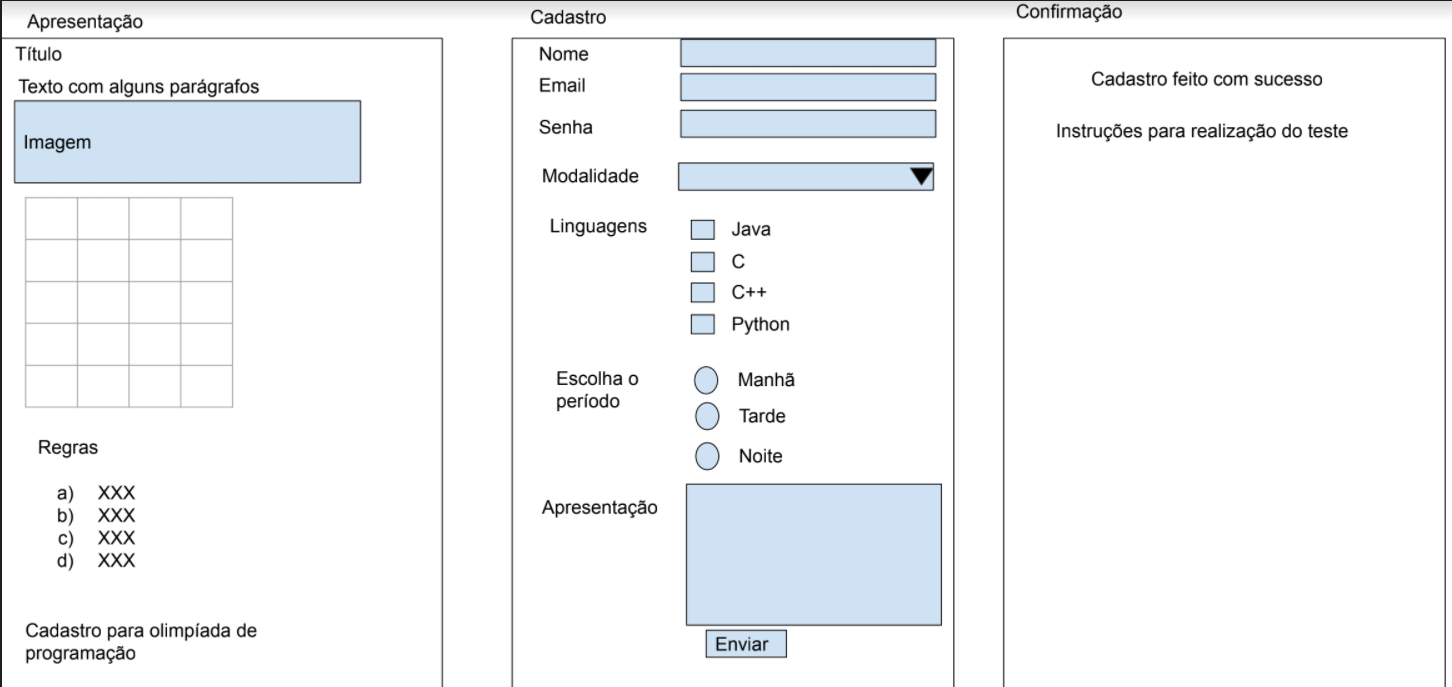 Apresentação
Título
Texto com alguns parágrafos
Imagem
Regras
a) XXX
b) XXX
c) XXX
d) XXX
Cadastro para olimpíada de
programação
Cadastro
Nome
Email
Senha
Modalidade
Linguagens
Java
C
C++
Python
Escolha o
período
Manhã
Tarde
Noite
Apresentação
Enviar
Confirmação
Cadastro feito com sucesso
Instruções para realização do teste